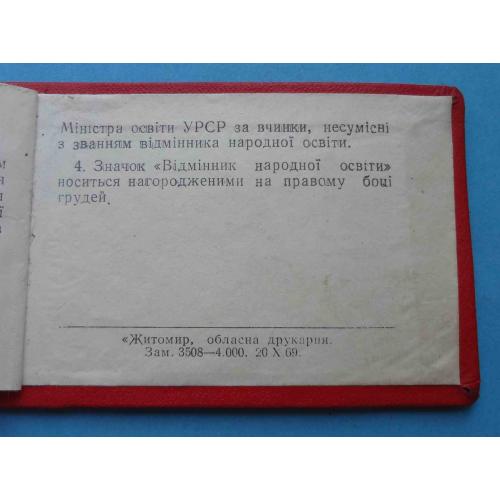 Міністра освіти УРСР за вчинки, несумісні
з званням відмінника народної освіти.
4. Значок «Відмінник народної освіти»
носиться нагородженими на правому боці
грудей.
«Житомир, обласна друкарня.
Зам. 3508—4.000. 20 X 69.